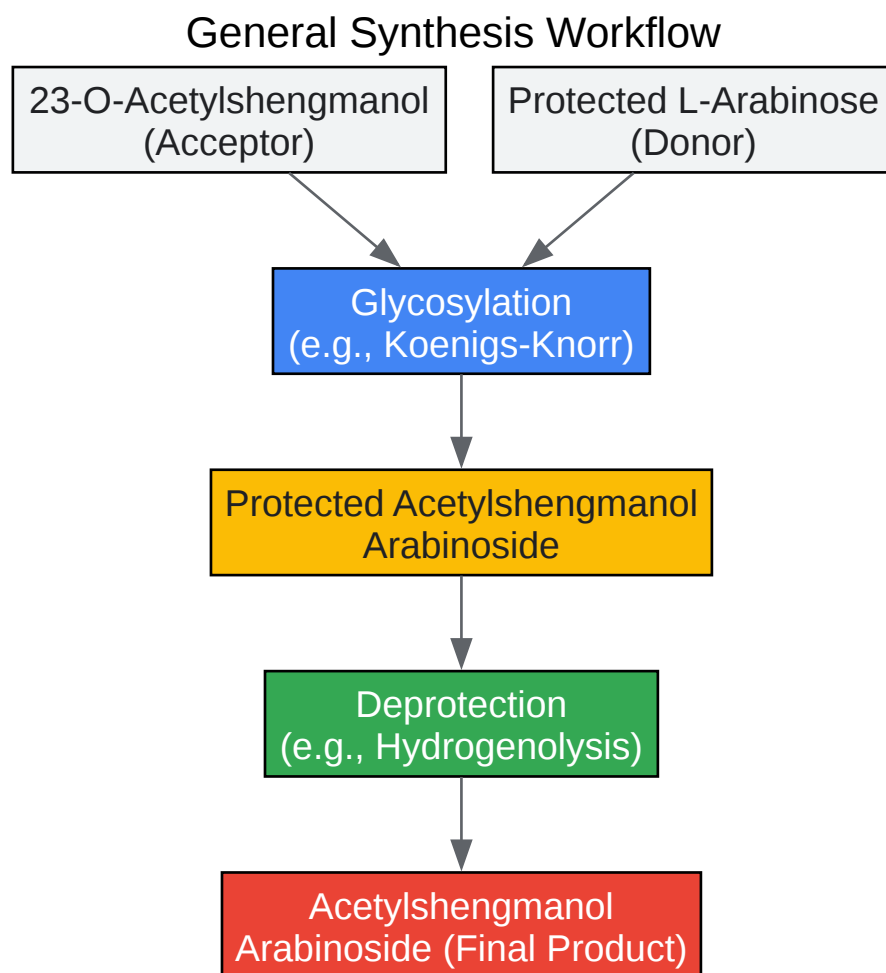 General Synthesis Workflow
23-O-Acetylshengmanol
(Acceptor)
Protected L-Arabinose
(Donor)
Glycosylation
(e.g., Koenigs-Knorr)
Protected Acetylshengmanol
Arabinoside
Deprotection
(e.g., Hydrogenolysis)
Acetylshengmanol
Arabinoside (Final Product)